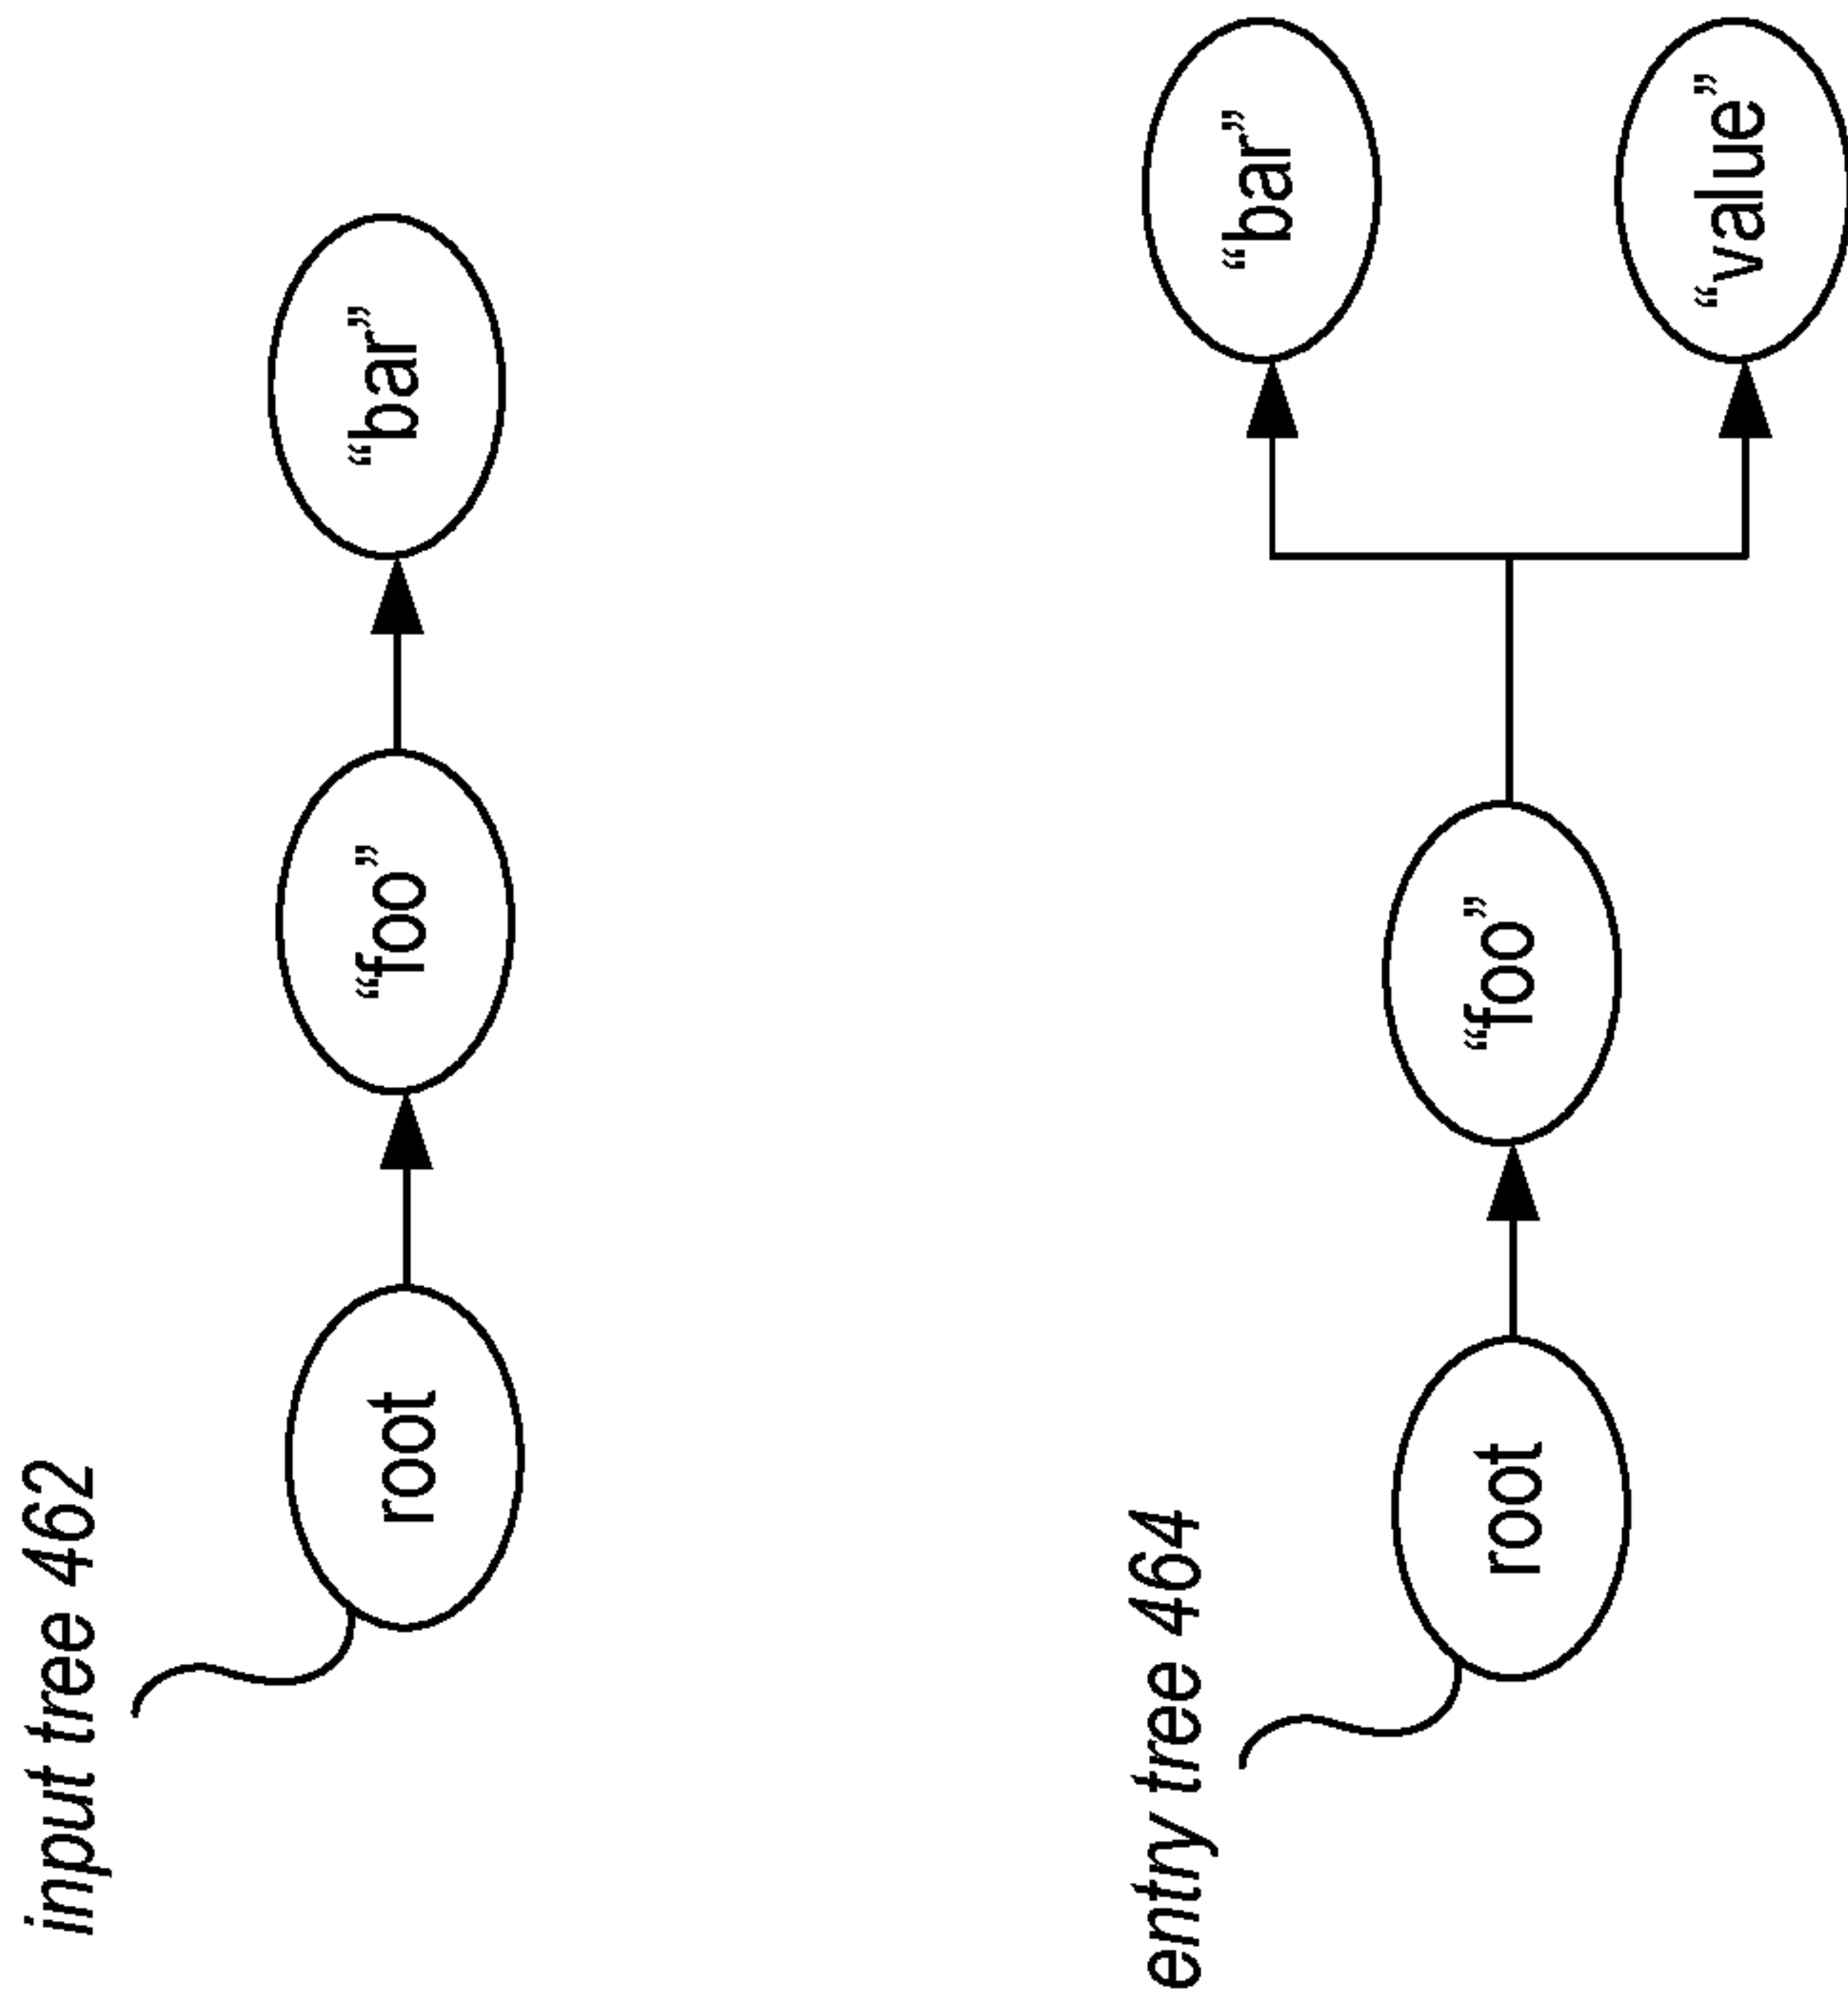 input tree 462
root
“foo”
“bar”
entry tree 464
root
“foo”
“bar”
“value”